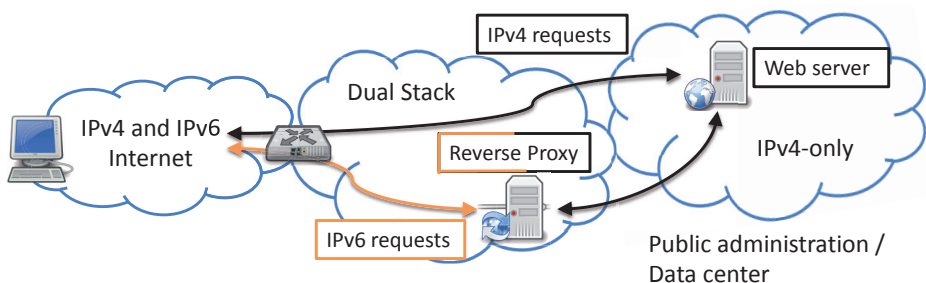 IPv4 requests
Web server
Dual Stack
IPv4 and IPv6
Internet
Reverse Proxy
IPv4-only
IPv6 requests
Public administration /
Data center